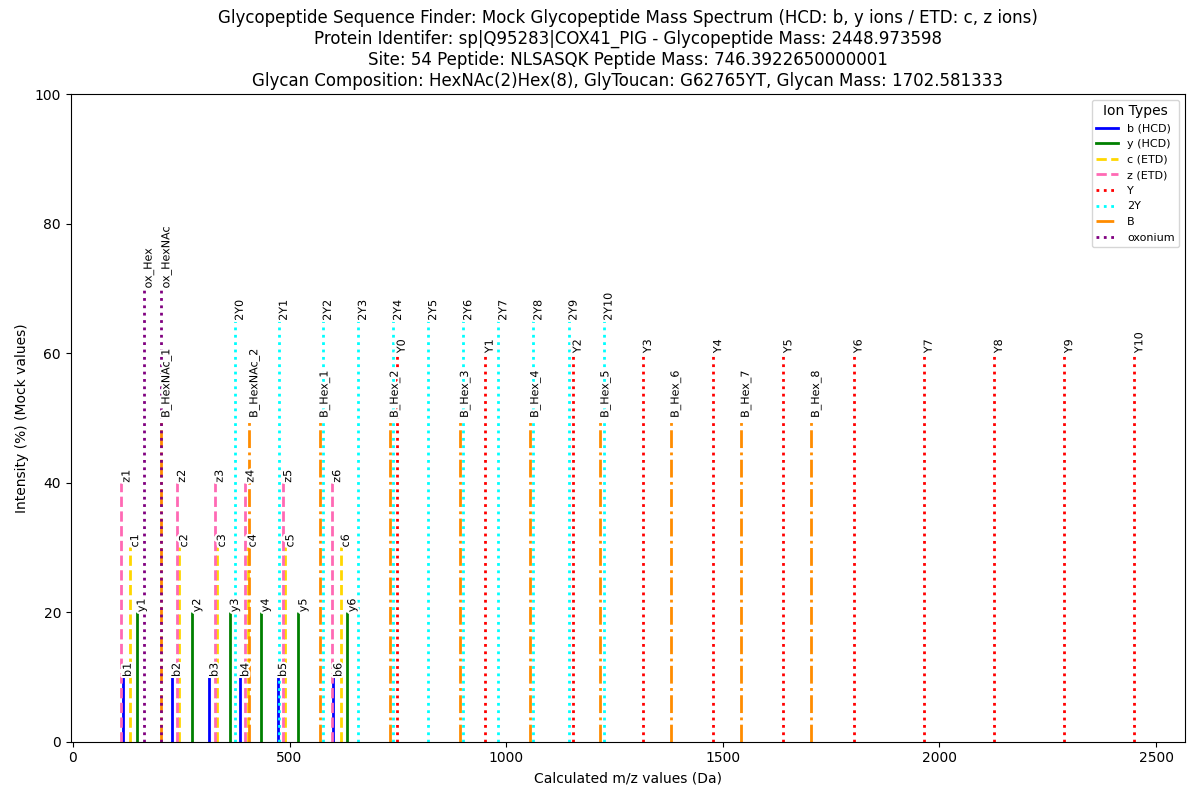 Glycopeptide Sequence Finder: Mock Glycopeptide Mass Spectrum (HCD: b, y ions / ETD: c, z ions)
Protein Identifer: sp|Q95283|COX41_PIG - Glycopeptide Mass: 2448.973598
Site: 54 Peptide: NLSASQK Peptide Mass: 746.3922650000001
Glycan Composition: HexNAc(2)Hex(8), GlyToucan: G62765YT, Glycan Mass: 1702.581333
Intensity (%) (Mock values)
100
80
60
40
20
0
Ion Types
b (HCD)
y (HCD)
c (ETD)
z (ETD)
Y
2Y
B
oxonium
ox_Hex
ox_HexNAc
2Y0
2Y1
2Y2
2Y3
2Y4
2Y5
2Y6
2Y7
2Y8
2Y9
2Y10
Y0
Y1
Y2
Y3
Y4
Y5
Y6
Y7
Y8
Y9
Y10
B_HexNAc_1
B_HexNAc_2
B_Hex_1
B_Hex_2
B_Hex_3
B_Hex_4
B_Hex_5
B_Hex_6
B_Hex_7
B_Hex_8
z1
z2
z3
z4
z5
z6
c1
c2
c3
c4
c5
c6
y1
y2
y3
y4
y5
y6
b1
b2
b3
b4
b5
b6
0
500
1000
1500
2000
2500
Calculated m/z values (Da)